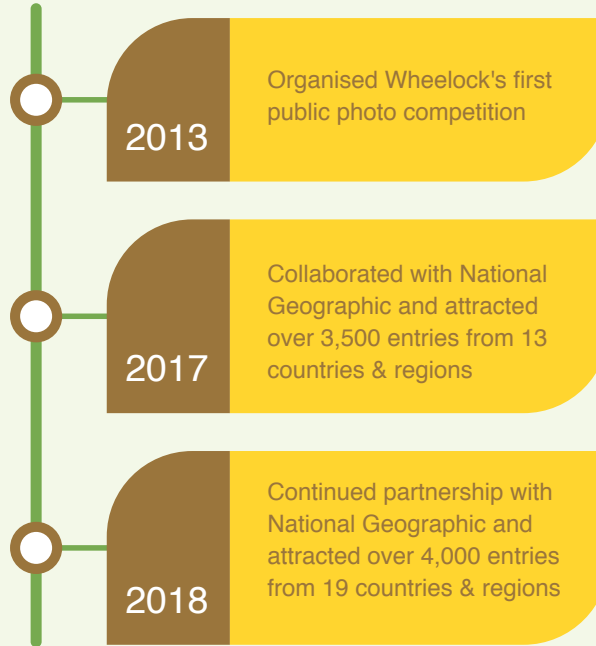 2013
Organised Wheelock's first
public photo competition
2017
Collaborated with National
Geographic and attracted
over 3,500 entries from 13
countries & regions
2018
Continued partnership with
National Geographic and
attracted over 4,000 entries
from 19 countries & regions